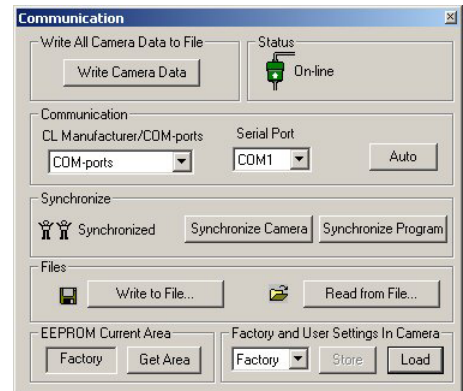 Communication
Write All Camera Data to File
Write Camera Data
Status
On-line
Communication
CL Manufacturer/COM-ports
COM-ports
Serial Port
COM1
Auto
Synchronize
Synchronized
Synchronize Camera
Synchronize Program
Files
Write to File...
Read from File...
EEPROM Current Area
Factory
Get Area
Factory and User Settings In Camera
Factory
Store
Load